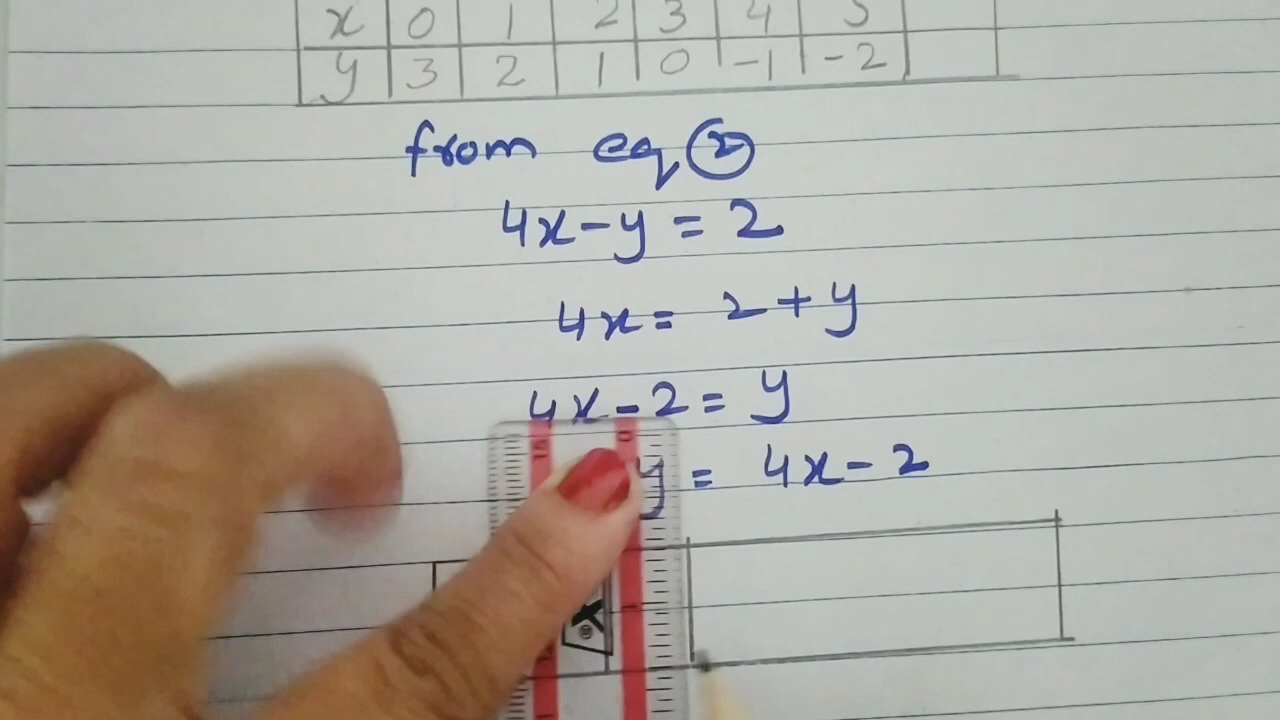 x 0 1 2 3 4 5
y 3 2 1 0 -1 -2
from eq ②
4x-y = 2
4x = 2+y
4x-2 = y
y = 4x-2